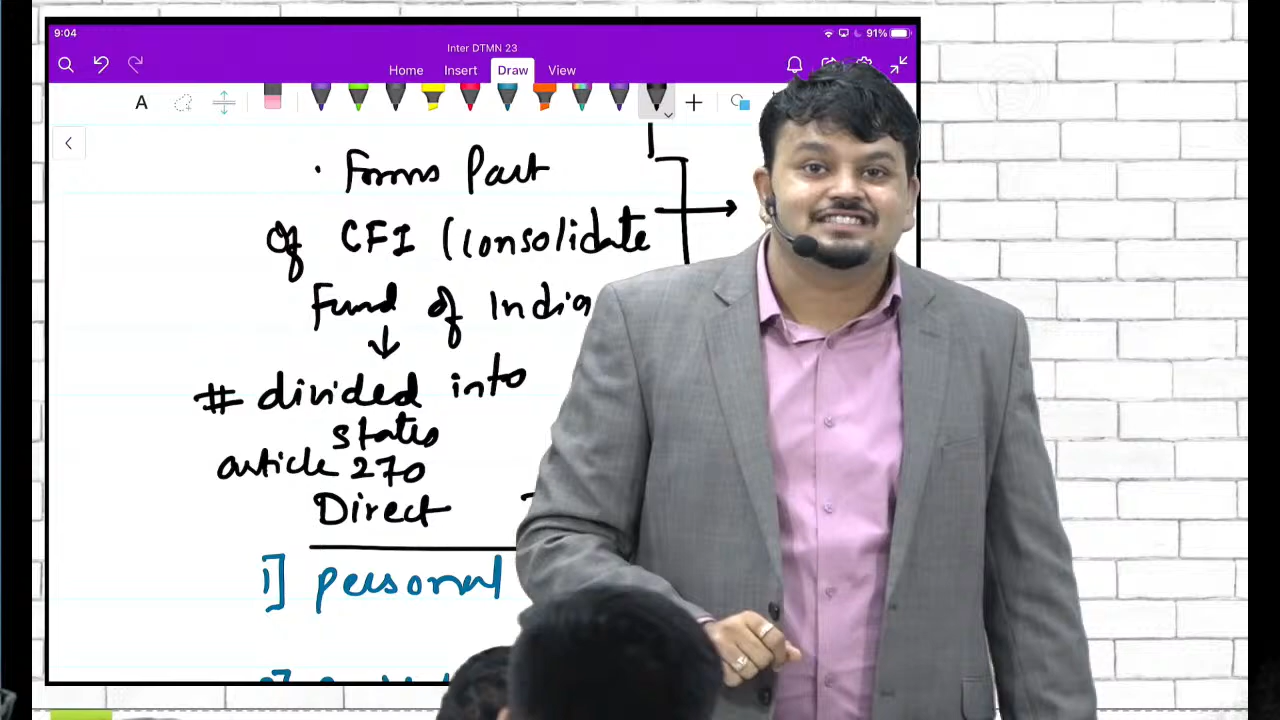 9:04
91%
Inter DTMN 23
Home Insert Draw View
A
. Forms Part
Of CFI (Consolidate
Fund of India
# divided into
states
article 270
Direct
1] personal